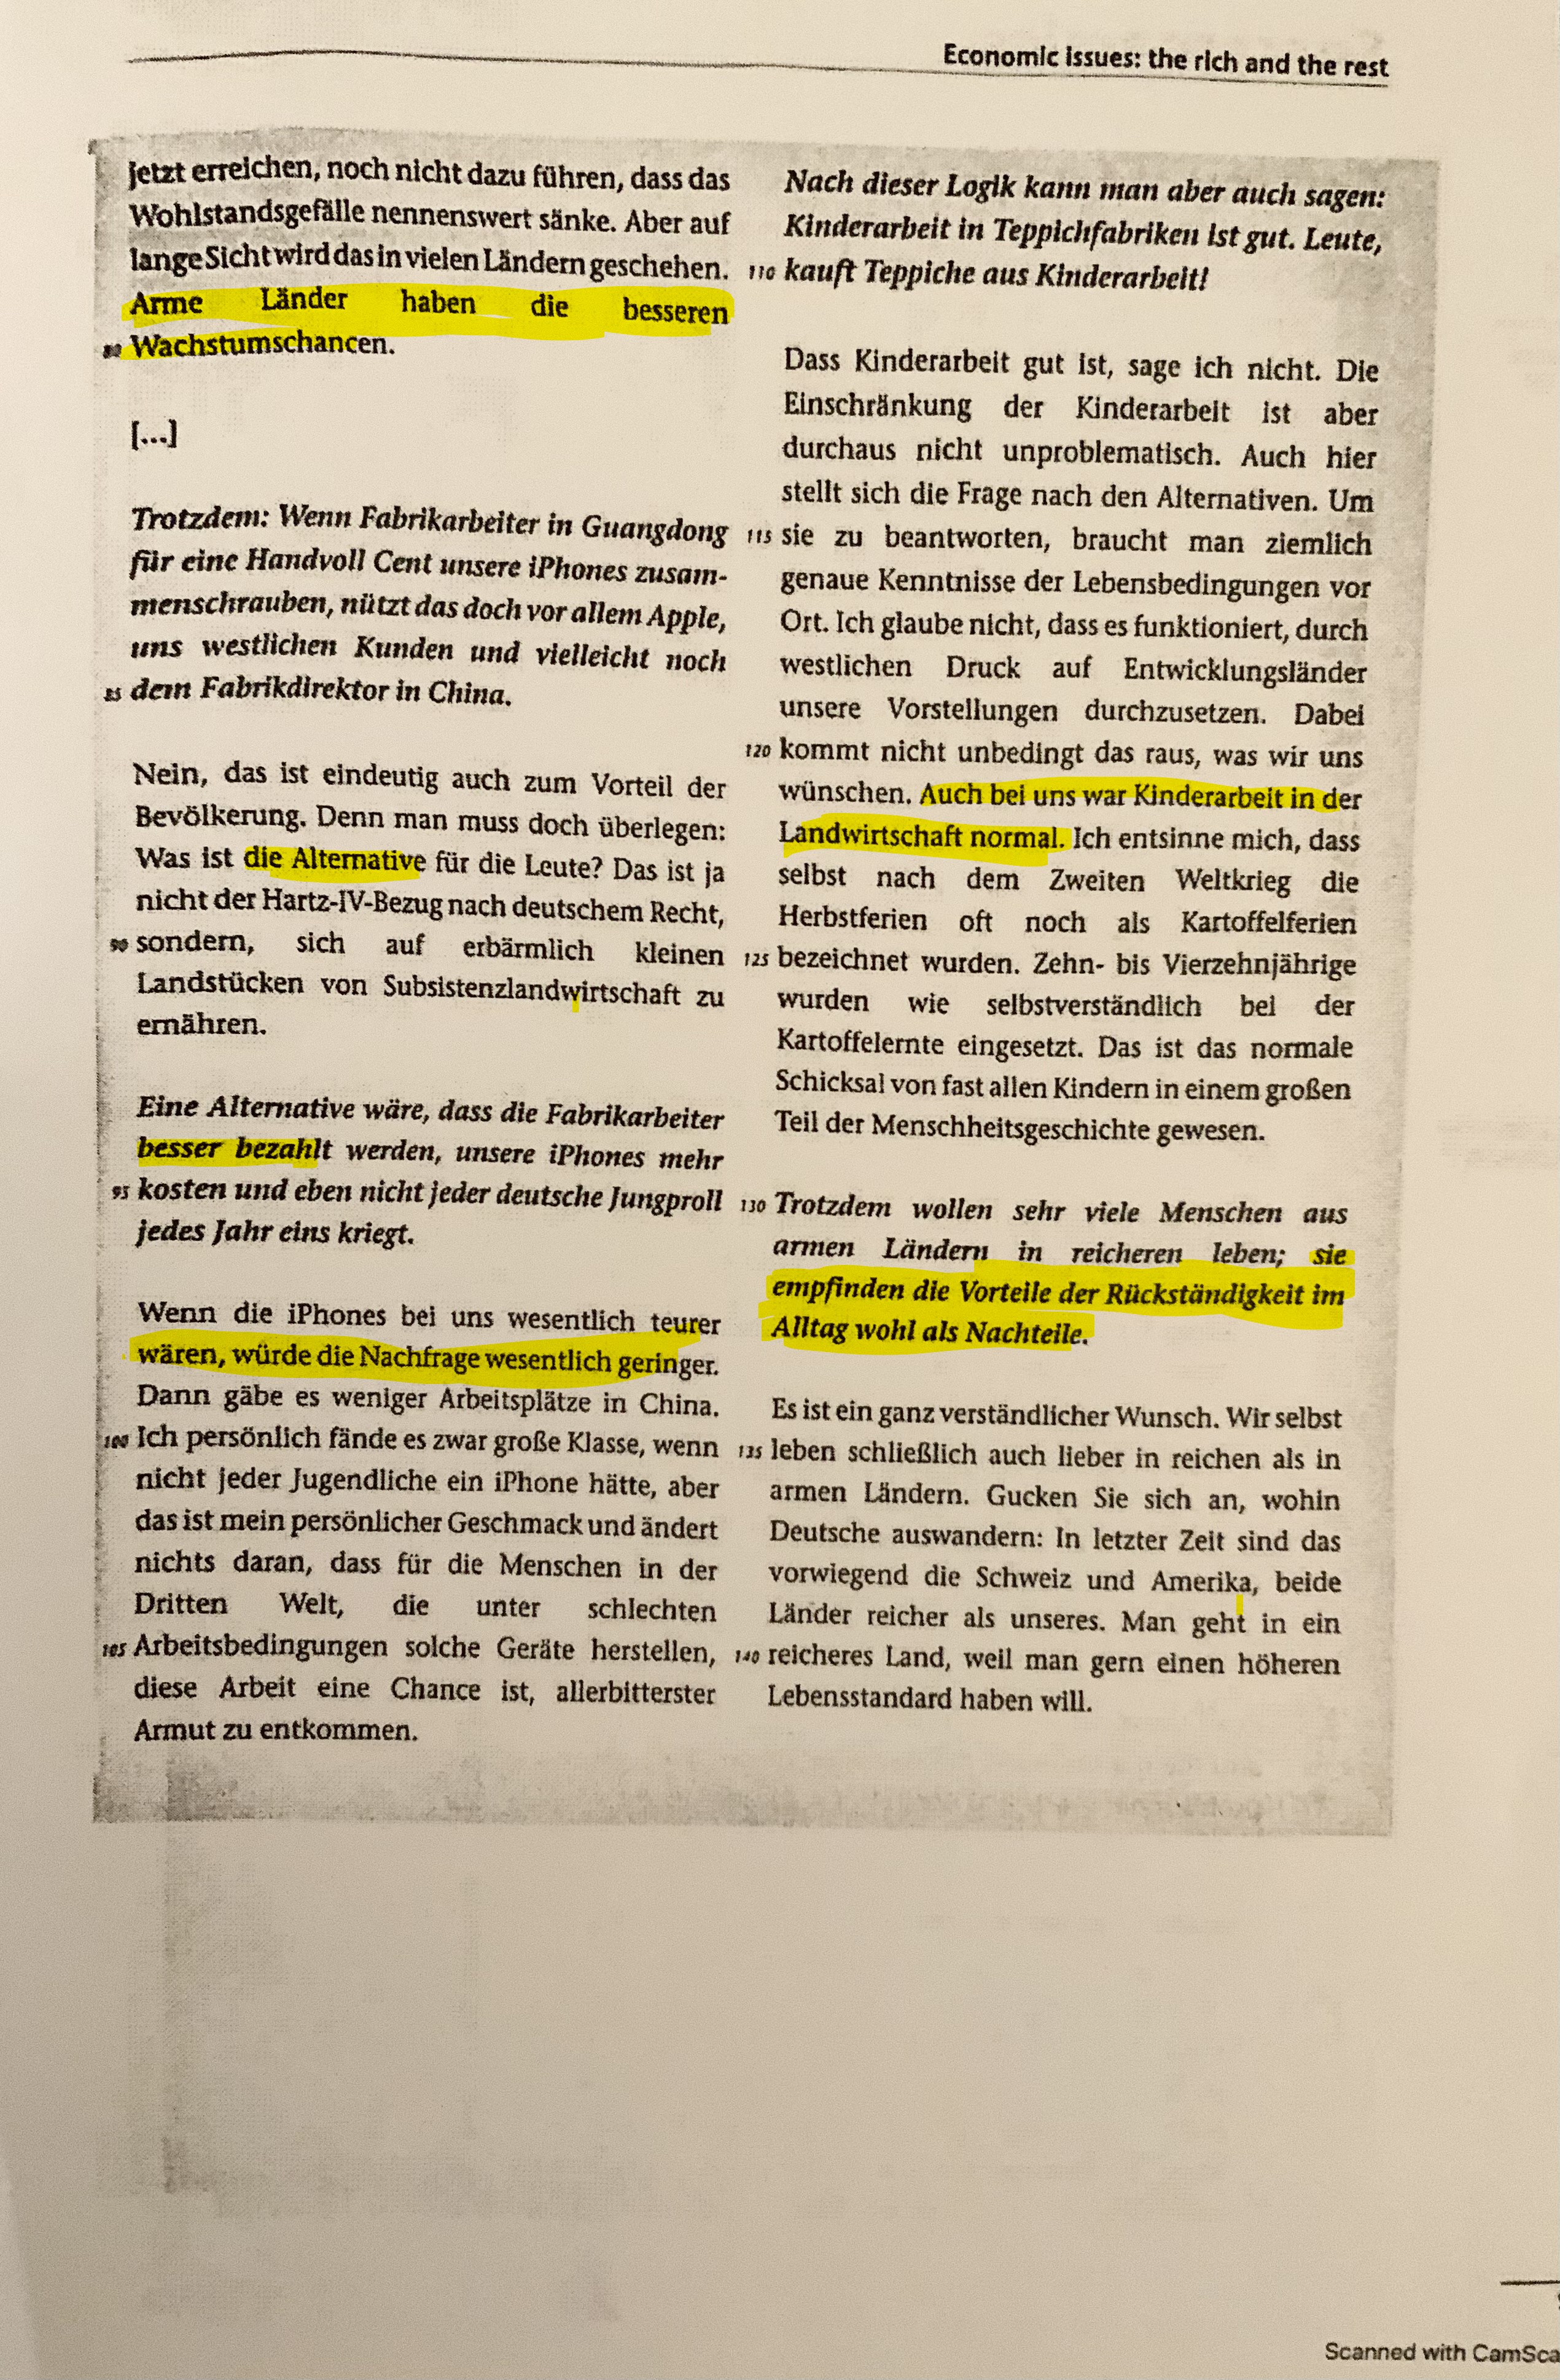 Economic issues: the rich and the rest
jetzt erreichen, noch nicht dazu führen, dass das
Wohlstandsgefälle nennenswert sänke. Aber auf
lange Sicht wird das in vielen Ländern geschehen.
Arme Länder haben die besseren
80 Wachstumschancen.
[...]
Trotzdem: Wenn Fabrikarbeiter in Guangdong
für eine Handvoll Cent unsere iPhones zusam-
menschrauben, nützt das doch vor allem Apple,
uns westlichen Kunden und vielleicht noch
85 dem Fabrikdirektor in China.
Nein, das ist eindeutig auch zum Vorteil der
Bevölkerung. Denn man muss doch überlegen:
Was ist die Alternative für die Leute? Das ist ja
nicht der Hartz-IV-Bezug nach deutschem Recht,
90 sondern, sich auf erbärmlich kleinen
Landstücken von Subsistenzlandwirtschaft zu
ernähren.
Eine Alternative wäre, dass die Fabrikarbeiter
besser bezahlt werden, unsere iPhones mehr
95 kosten und eben nicht jeder deutsche Jungproll
jedes Jahr eins kriegt.
Wenn die iPhones bei uns wesentlich teurer
wären, würde die Nachfrage wesentlich geringer.
Dann gäbe es weniger Arbeitsplätze in China.
100 Ich persönlich fände es zwar große Klasse, wenn
nicht jeder Jugendliche ein iPhone hätte, aber
das ist mein persönlicher Geschmack und ändert
nichts daran, dass für die Menschen in der
Dritten Welt, die unter schlechten
105 Arbeitsbedingungen solche Geräte herstellen,
diese Arbeit eine Chance ist, allerbitterster
Armut zu entkommen.
Nach dieser Logik kann man aber auch sagen:
Kinderarbeit in Teppichfabriken ist gut. Leute,
110 kauft Teppiche aus Kinderarbeit!
Dass Kinderarbeit gut ist, sage ich nicht. Die
Einschränkung der Kinderarbeit ist aber
durchaus nicht unproblematisch. Auch hier
stellt sich die Frage nach den Alternativen. Um
115 sie zu beantworten, braucht man ziemlich
genaue Kenntnisse der Lebensbedingungen vor
Ort. Ich glaube nicht, dass es funktioniert, durch
westlichen Druck auf Entwicklungsländer
unsere Vorstellungen durchzusetzen. Dabei
120 kommt nicht unbedingt das raus, was wir uns
wünschen. Auch bei uns war Kinderarbeit in der
Landwirtschaft normal. Ich entsinne mich, dass
selbst nach dem Zweiten Weltkrieg die
Herbstferien oft noch als Kartoffelferien
125 bezeichnet wurden. Zehn- bis Vierzehnjährige
wurden wie selbstverständlich bei der
Kartoffelernte eingesetzt. Das ist das normale
Schicksal von fast allen Kindern in einem großen
Teil der Menschheitsgeschichte gewesen.
130 Trotzdem wollen sehr viele Menschen aus
armen Ländern in reicheren leben; sie
empfinden die Vorteile der Rückständigkeit im
Alltag wohl als Nachteile.
Es ist ein ganz verständlicher Wunsch. Wir selbst
135 leben schließlich auch lieber in reichen als in
armen Ländern. Gucken Sie sich an, wohin
Deutsche auswandern: In letzter Zeit sind das
vorwiegend die Schweiz und Amerika, beide
Länder reicher als unseres. Man geht in ein
140 reicheres Land, weil man gern einen höheren
Lebensstandard haben will.
Scanned with CamSca